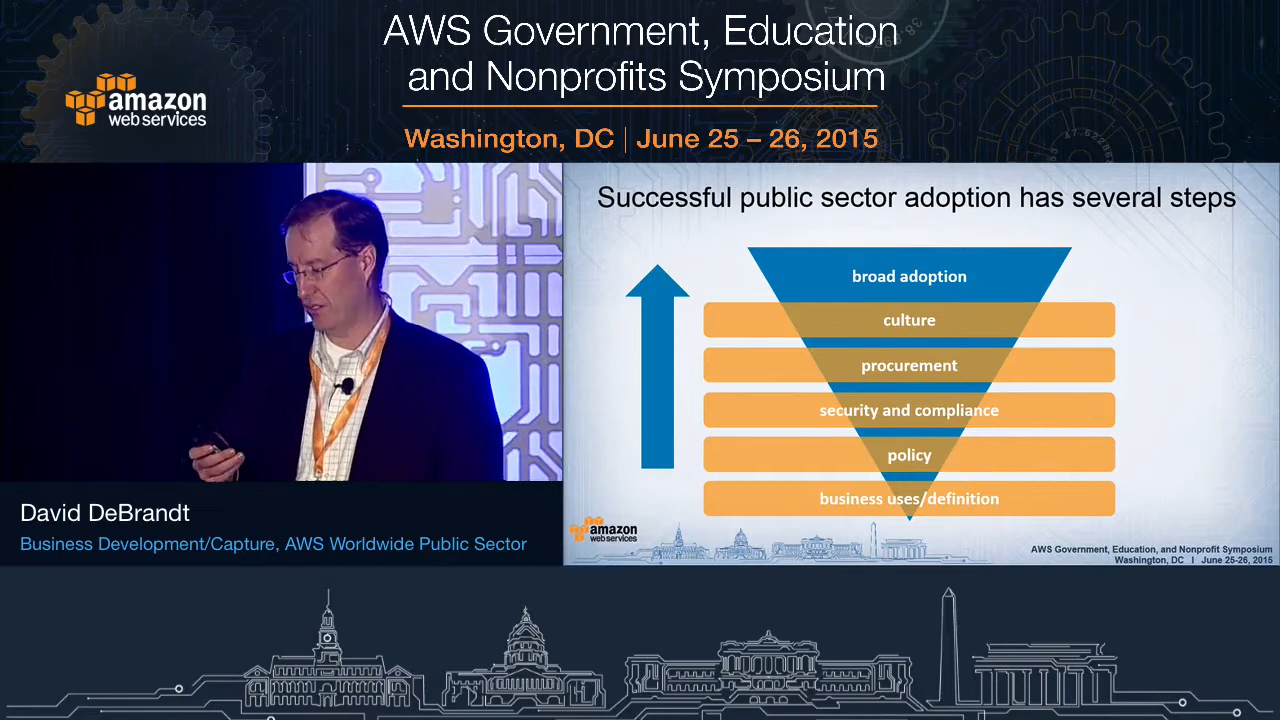 AWS Government, Education
and Nonprofits Symposium
amazon
web services
Washington, DC | June 25 – 26, 2015
Successful public sector adoption has several steps
broad adoption
culture
procurement
security and compliance
policy
business uses/definition
David DeBrandt
Business Development/Capture, AWS Worldwide Public Sector
amazon
web services
AWS Government, Education, and Nonprofit Symposium
Washington, DC | June 25-26, 2015